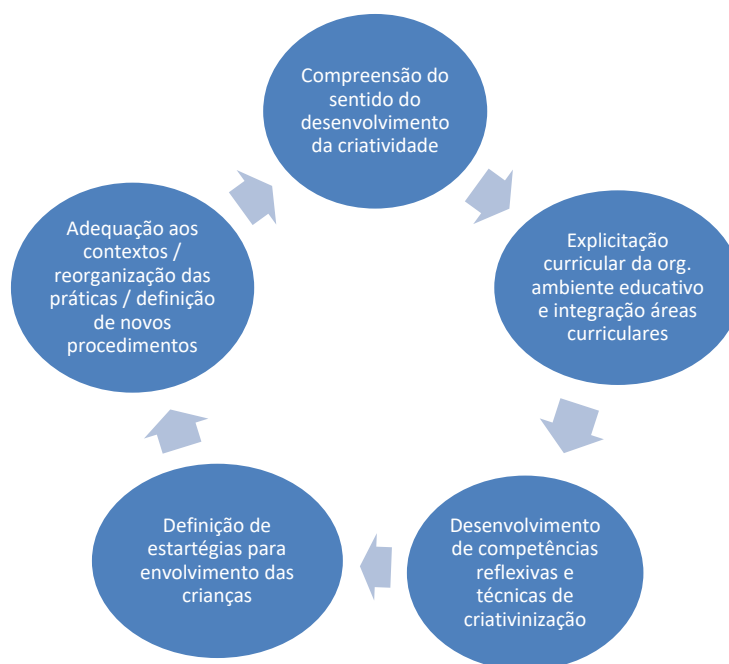 Compreensão do
sentido do
desenvolvimento
da criatividade
Explicitação
curricular da org.
ambiente educativo
e integração áreas
curriculares
Desenvolvimento
de competências
reflexivas e
técnicas de
criativinização
Definição de
estartégias para
envolvimento das
crianças
Adequação aos
contextos /
reorganização das
práticas / definição
de novos
procedimentos